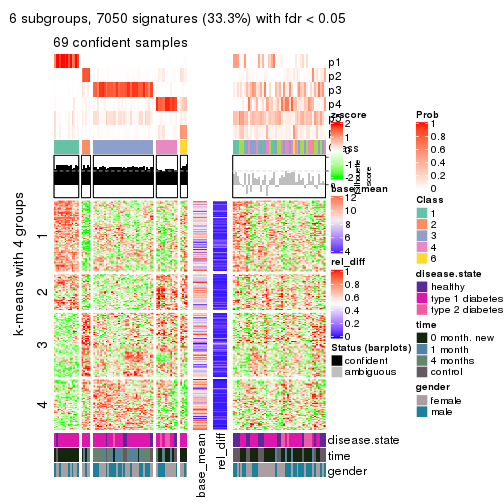 6 subgroups, 7050 signatures (33.3%) with fdr < 0.05
69 confident samples
p1
p2
p3
p4
k-means with 4 groups
1
2
3
4
base_mean
rel_diff
disease.state
time
gender
z-score
2
1
0
-1
-2
Silhouette
score
base_mean
12
10
8
6
4
rel_diff
1
0.8
0.6
0.4
0.2
0
Status (barplots)
confident
ambiguous
Prob
1
0.8
0.6
0.4
0.2
0
Class
1
2
3
4
6
disease.state
healthy
type 1 diabetes
type 2 diabetes
time
0 month. new
1 month
4 months
control
gender
female
male